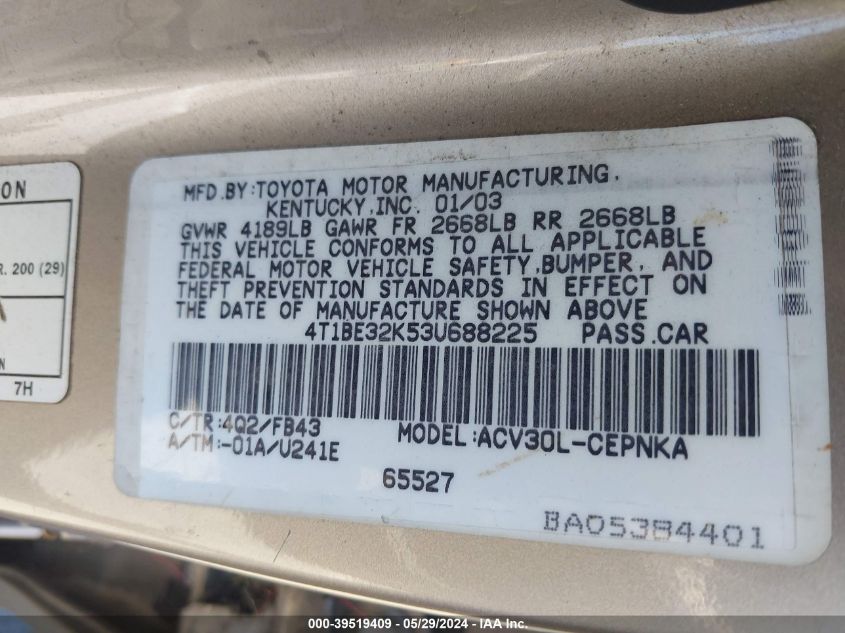 ON
R. 200 (29)
N
7H
MFD.BY:TOYOTA MOTOR MANUFACTURING,
KENTUCKY,INC. 01/03
GVWR 4189LB GAWR FR 2668LB RR 2668LB
THIS VEHICLE CONFORMS TO ALL APPLICABLE
FEDERAL MOTOR VEHICLE SAFETY,BUMPER, AND
THEFT PREVENTION STANDARDS IN EFFECT ON
THE DATE OF MANUFACTURE SHOWN ABOVE
4T1BE32K53U688225 PASS.CAR
C/TR:4Q2/FB43
A/TM:-01A/U241E
MODEL:ACV30L-CEPNKA
65527
BA05384401
000-39519409 - 05/29/2024 - IAA, Inc.